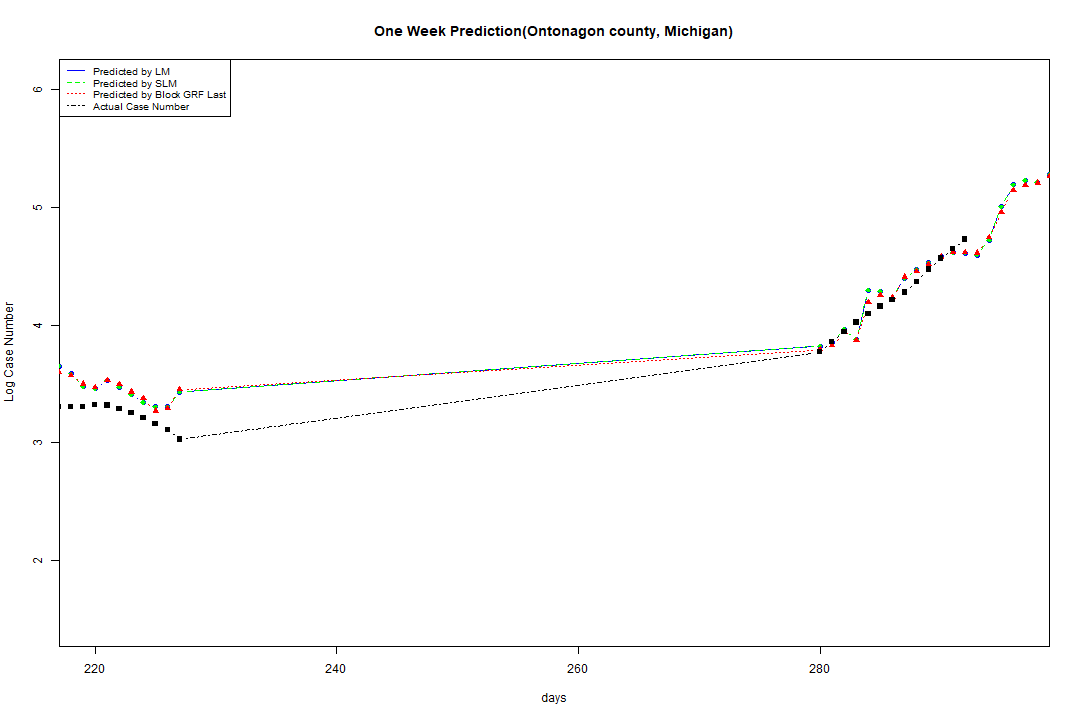 One Week Prediction(Ontonagon county, Michigan)
Predicted by LM
Predicted by SLM
Predicted by Block GRF Last
Actual Case Number
6
5
4
3
2
Log Case Number
220 240 260 280
days